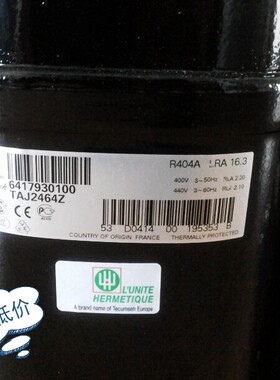 R404A LRA 16.3
400V 3~50Hz RLA 2.20
440V 3~60Hz RLA 2.10
6417930100
TAJ2464Z
53 D0414 00 195353 B
COUNTRY OF ORIGIN FRANCE THERMALLY PROTECTED
L'UNITE
HERMETIQUE
A brand name of Tecumseh Europe
低价